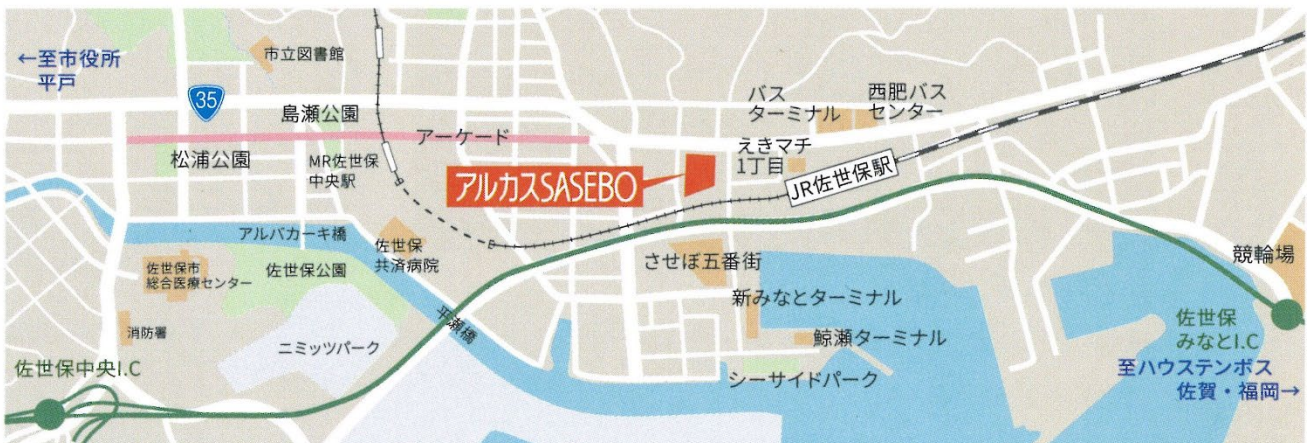 ←至市役所
平戸
市立図書館
35
島瀬公園
アーケード
松浦公園
MR佐世保
中央駅
バス
ターミナル
西肥バス
センター
えきマチ
1丁目
アルカスSASEBO
JR佐世保駅
アルバカーキ橋
佐世保
共済病院
佐世保市
総合医療センター
佐世保公園
させぼ五番街
競輪場
新みなとターミナル
平瀬橋
消防署
ニミッツパーク
鯨瀬ターミナル
佐世保
みなとI.C
佐世保中央I.C
シーサイドパーク
至ハウステンボス
佐賀・福岡→